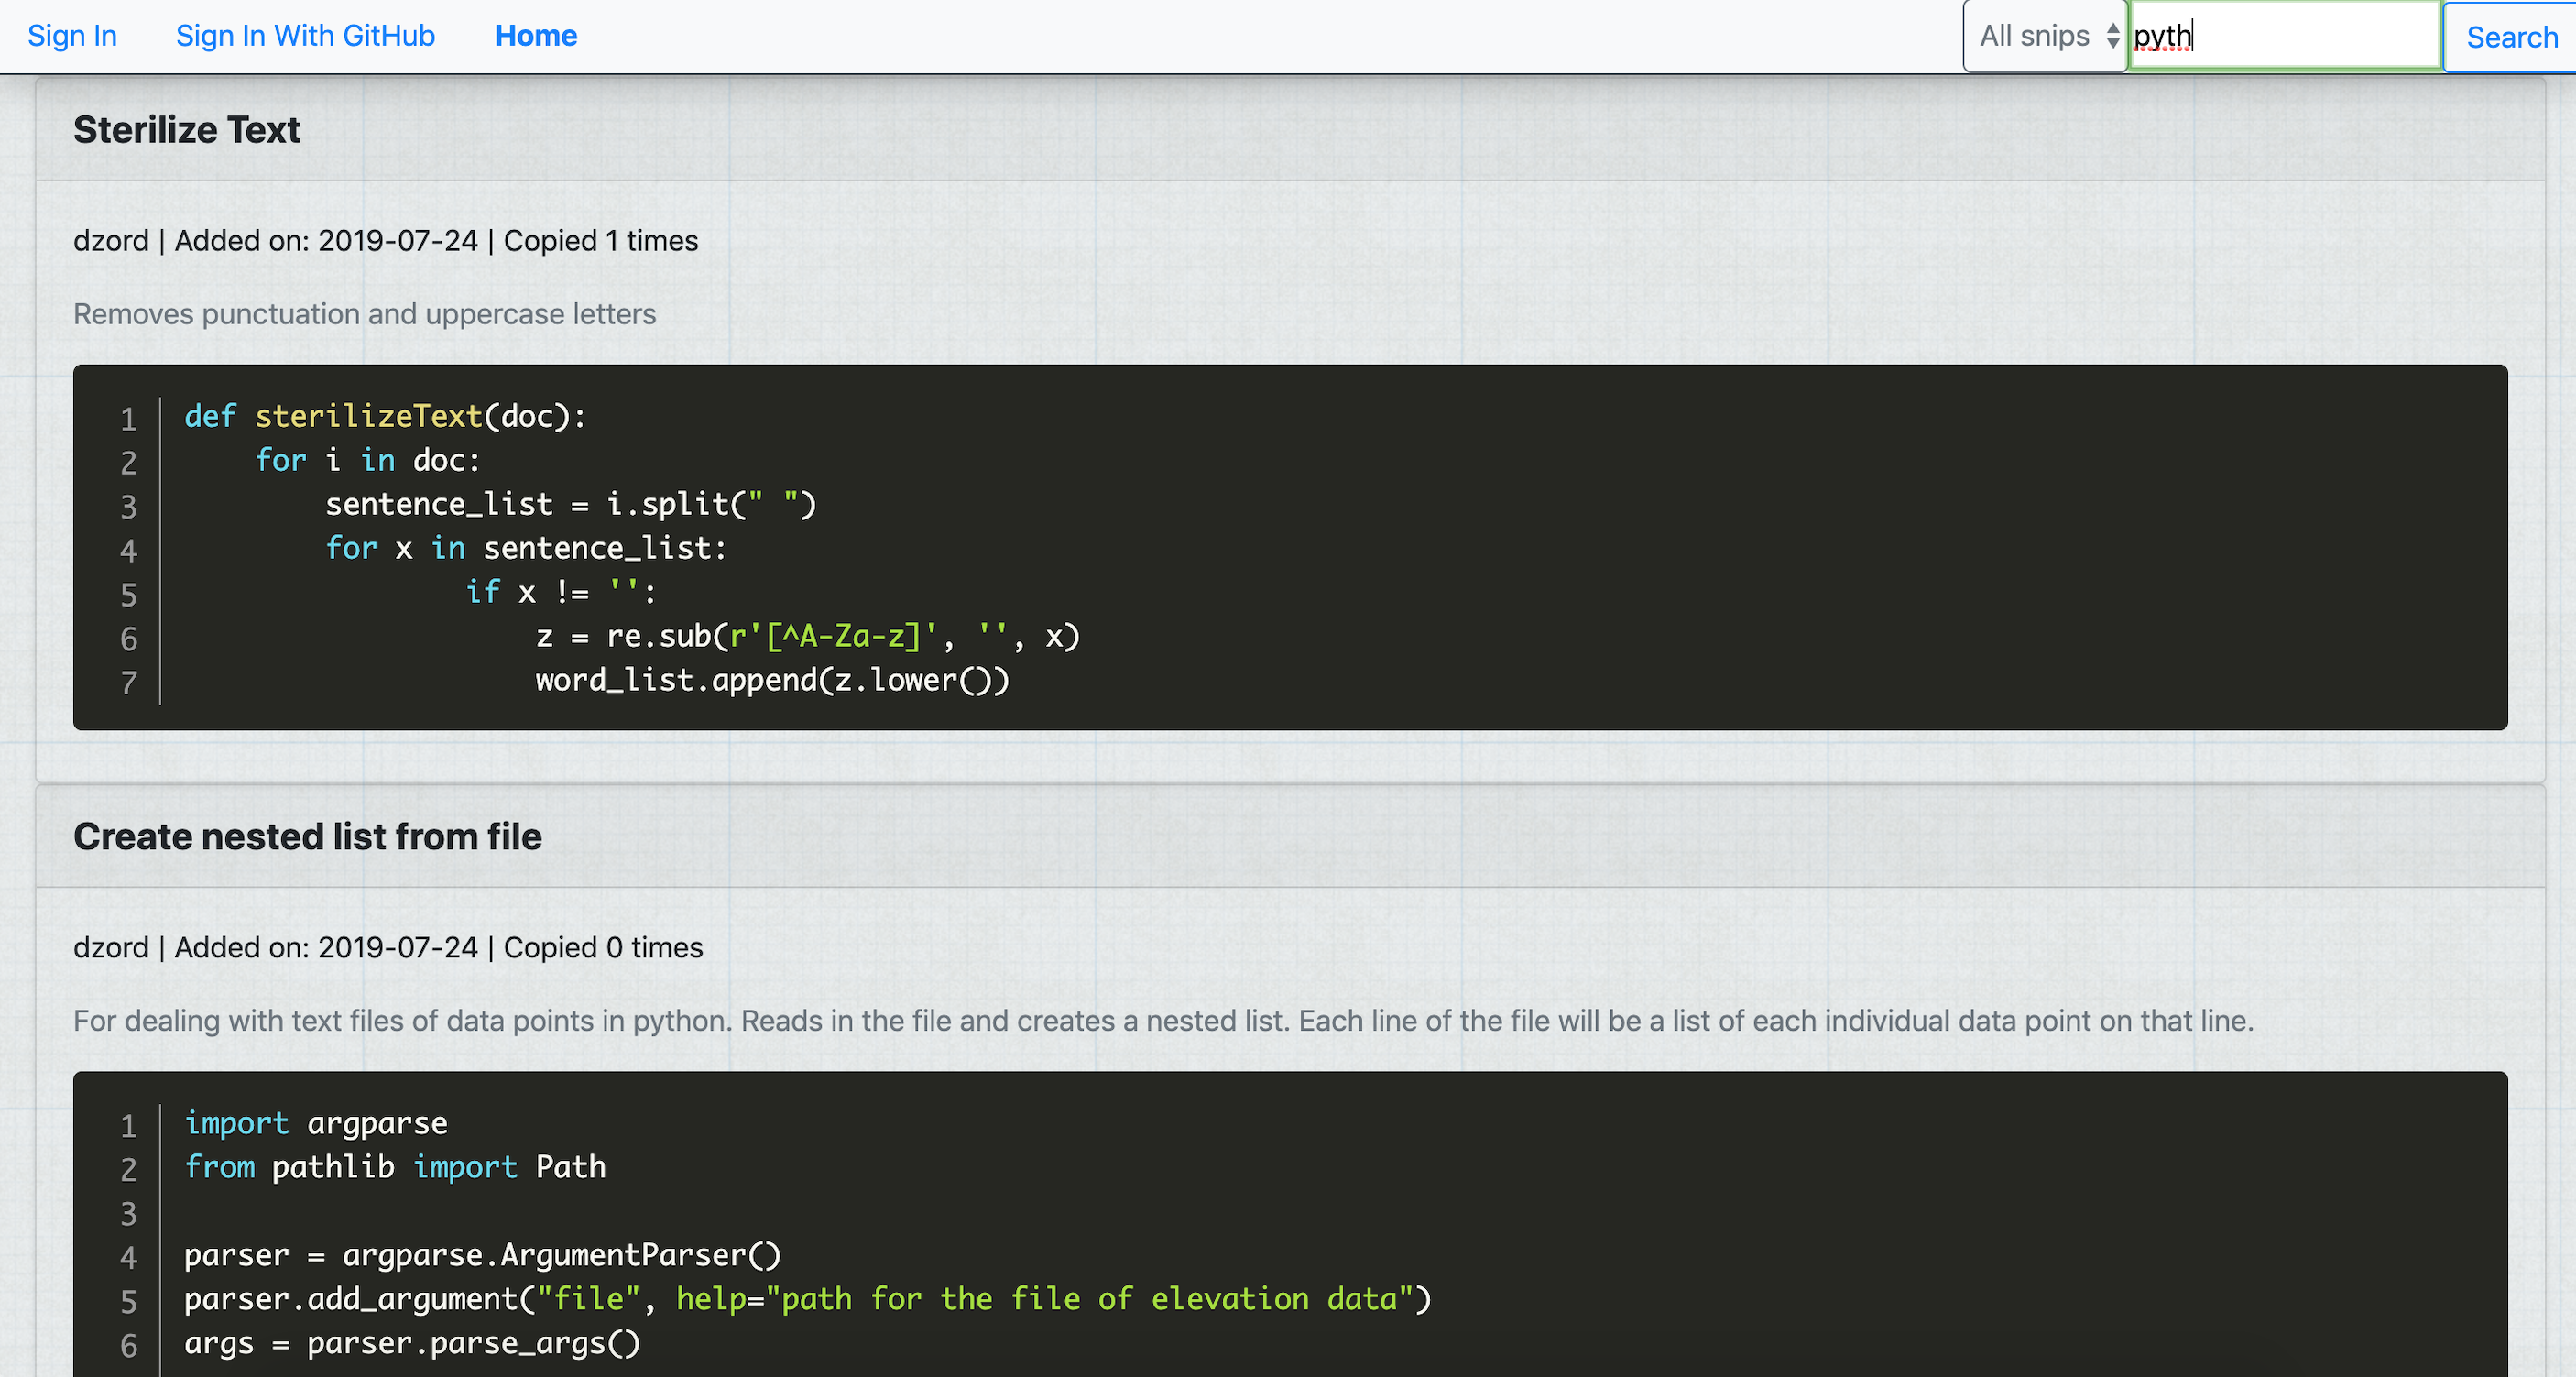 Sign In Sign In With GitHub Home All snips pyth Search
Sterilize Text
dzord | Added on: 2019-07-24 | Copied 1 times
Removes punctuation and uppercase letters
1 def sterilizeText(doc):
2     for i in doc:
3         sentence_list = i.split(" ")
4         for x in sentence_list:
5                 if x != '':
6                     z = re.sub(r'[^A-Za-z]', '', x)
7                     word_list.append(z.lower())
Create nested list from file
dzord | Added on: 2019-07-24 | Copied 0 times
For dealing with text files of data points in python. Reads in the file and creates a nested list. Each line of the file will be a list of each individual data point on that line.
1 import argparse
2 from pathlib import Path
3
4 parser = argparse.ArgumentParser()
5 parser.add_argument("file", help="path for the file of elevation data")
6 args = parser.parse_args()